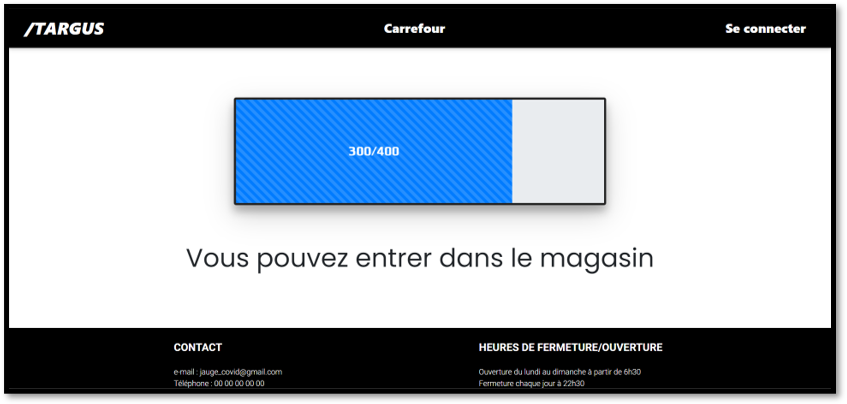 /TARGUS
Carrefour
Se connecter
300/400
Vous pouvez entrer dans le magasin
CONTACT
e-mail : jauge_covid@gmail.com
Téléphone : 00 00 00 00 00
HEURES DE FERMETURE/OUVERTURE
Ouverture du lundi au dimanche à partir de 6h30
Fermeture chaque jour à 22h30